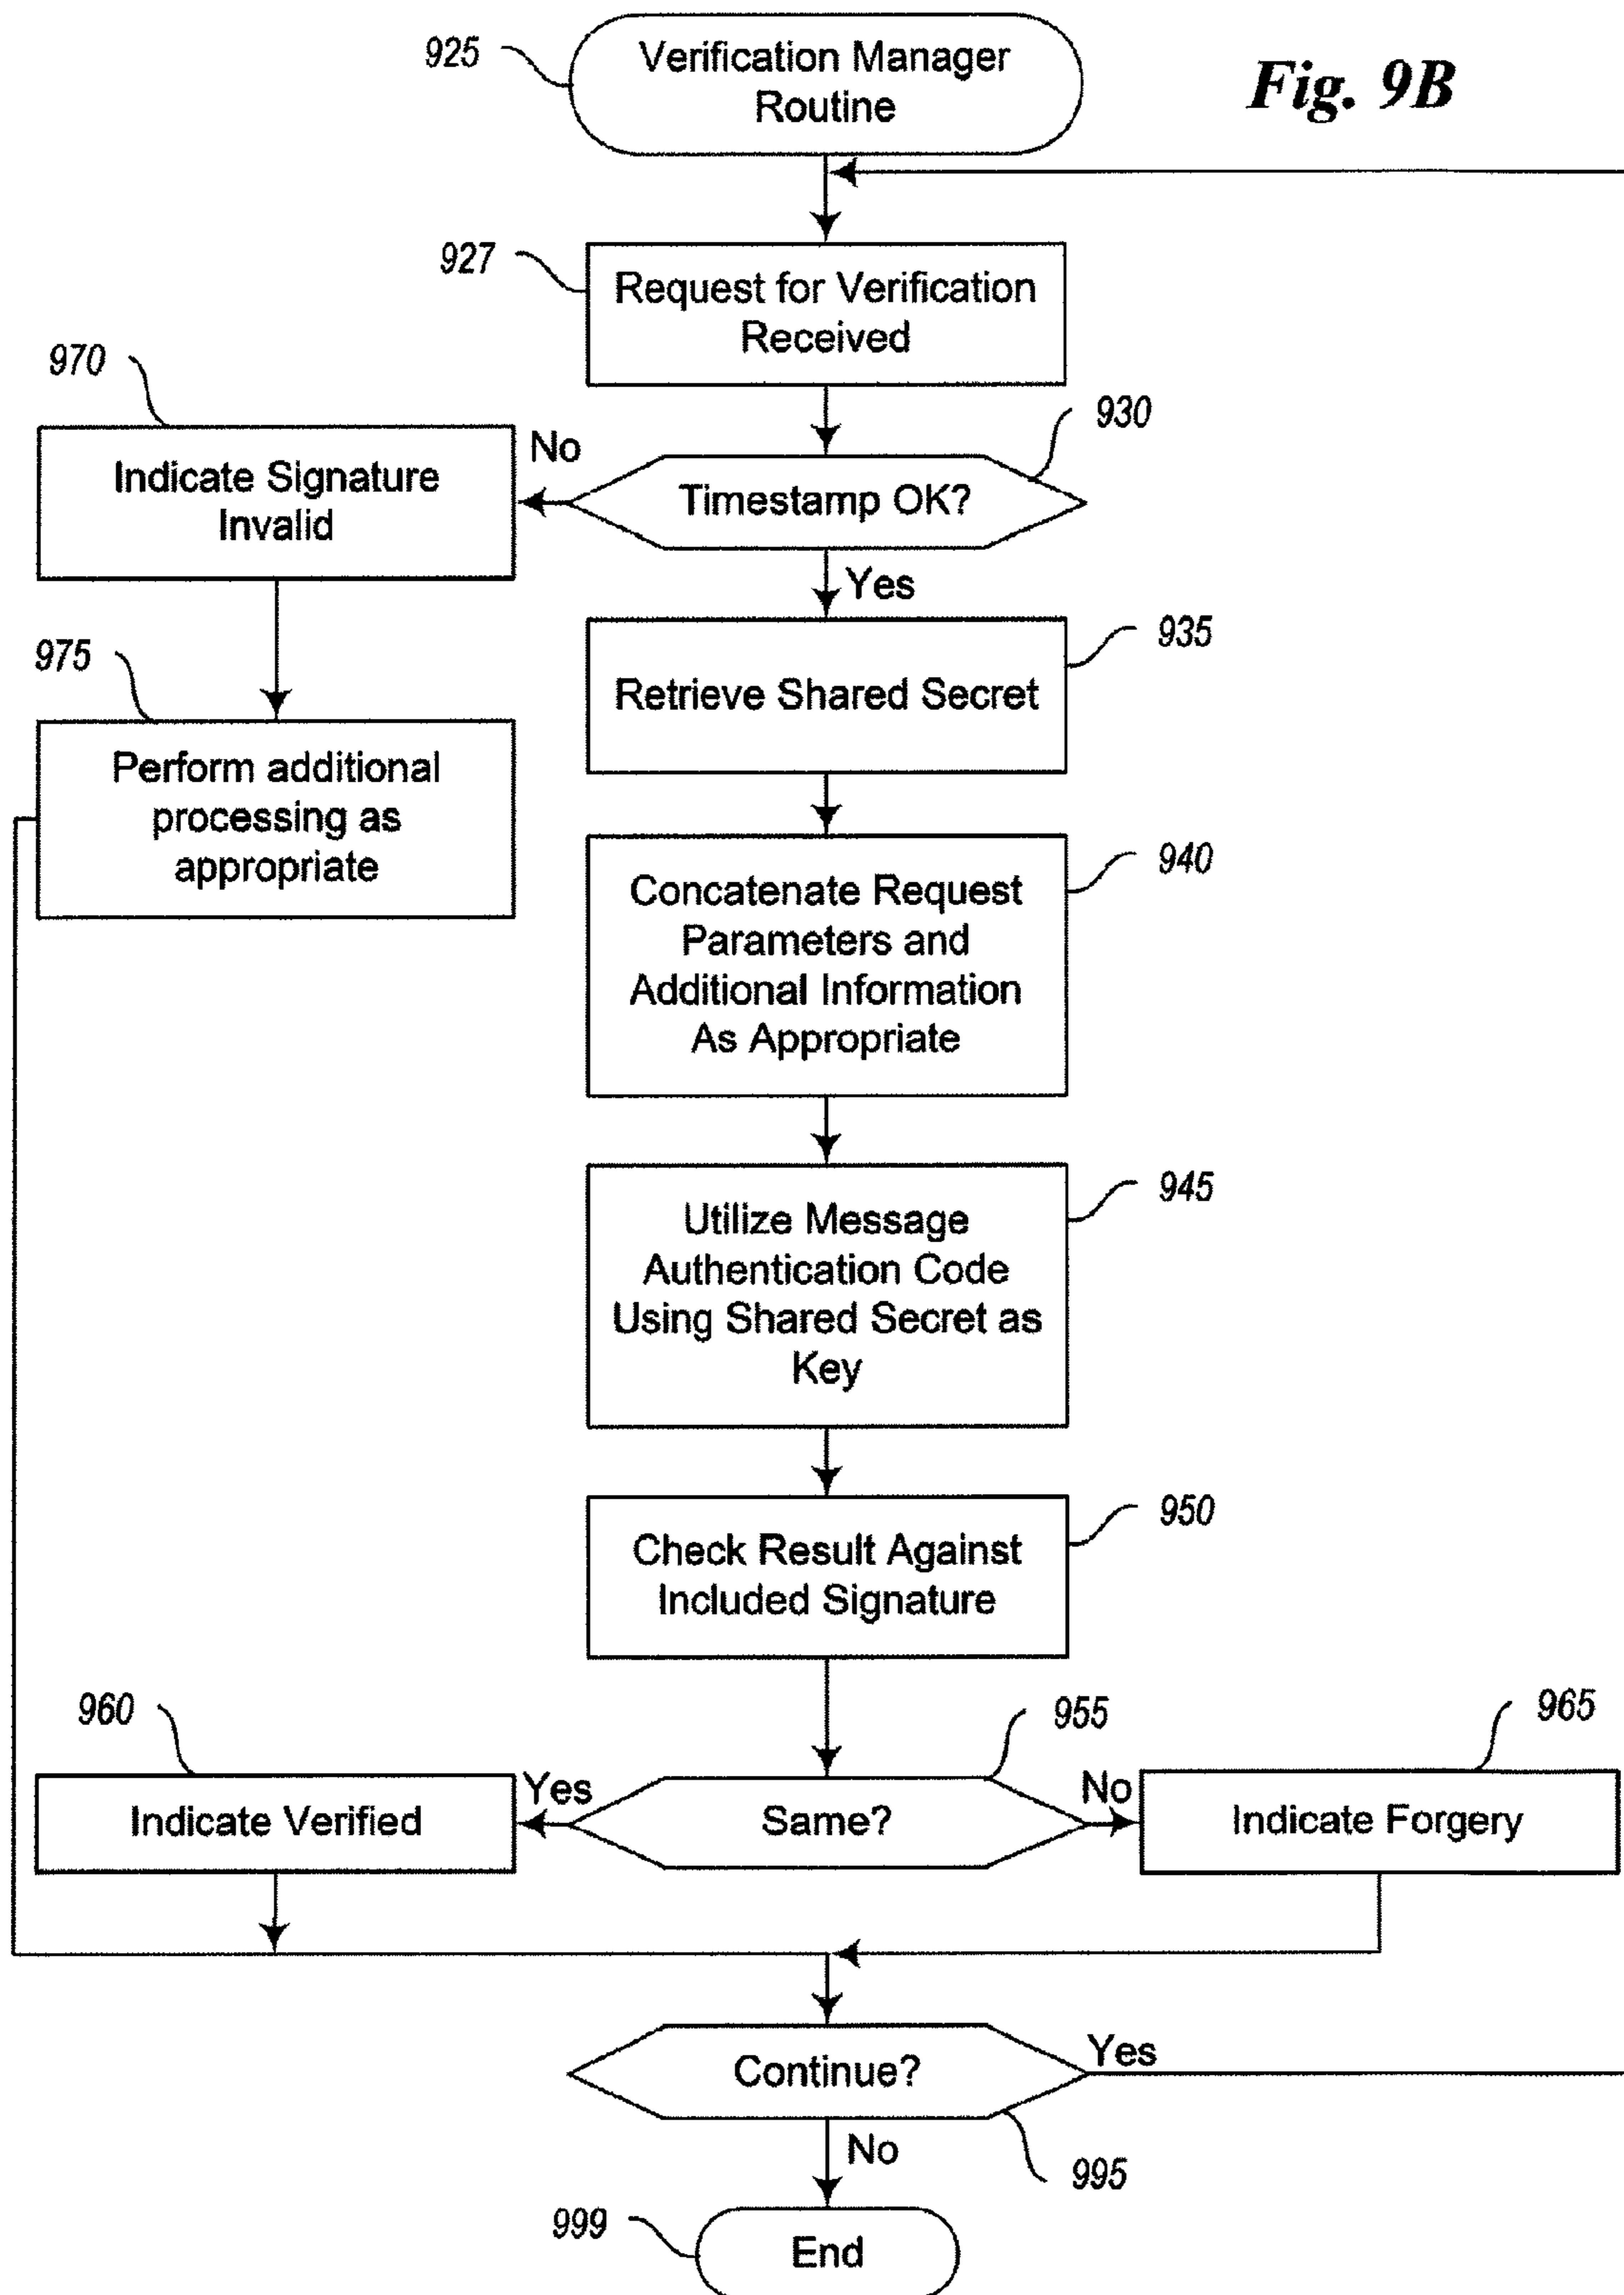 925
Verification Manager
Routine
Fig. 9B
927
Request for Verification
Received
970
Indicate Signature
Invalid
No
930
Timestamp OK?
Yes
975
Perform additional
processing as
appropriate
935
Retrieve Shared Secret
940
Concatenate Request
Parameters and
Additional Information
As Appropriate
945
Utilize Message
Authentication Code
Using Shared Secret as
Key
950
Check Result Against
Included Signature
960
Indicate Verified
Yes
955
Same?
No
965
Indicate Forgery
Continue?
Yes
995
No
999
End